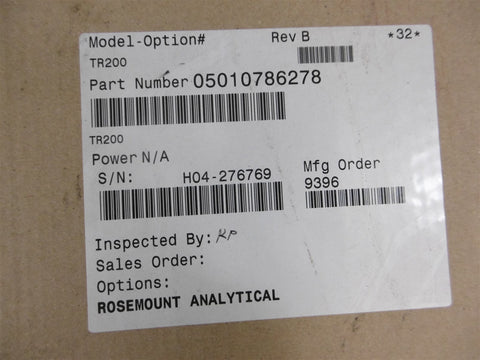 Model-Option# Rev B *32*
TR200
Part Number 05010786278
TR200
Power N/A
S/N: H04-276769 Mfg Order
9396
Inspected By: KP
Sales Order:
Options:
ROSEMOUNT ANALYTICAL